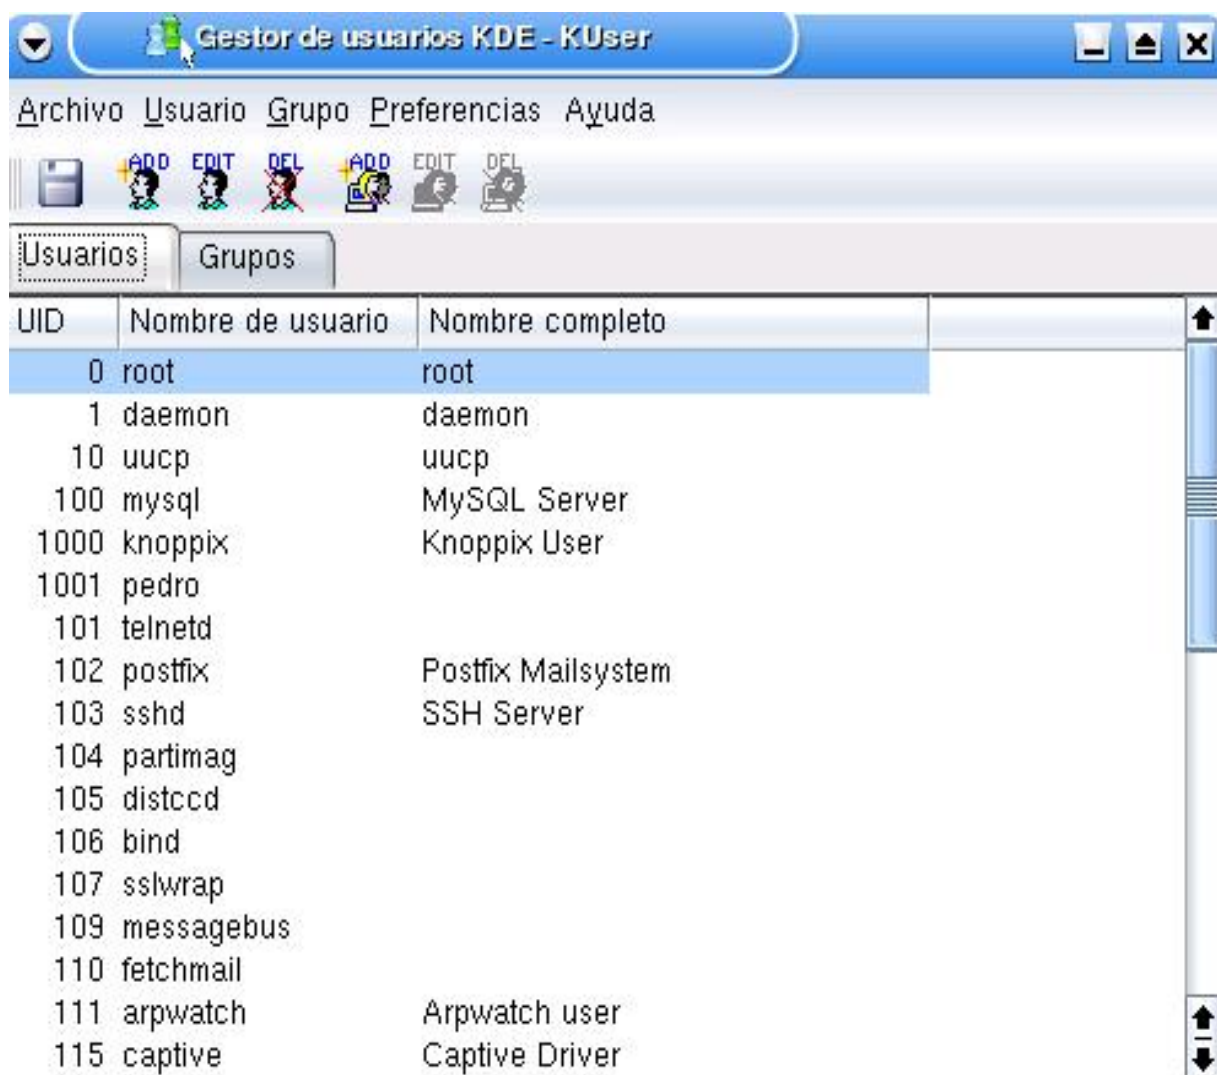 Gestor de usuarios KDE - KUser
Archivo Usuario Grupo Preferencias Ayuda
ADD EDIT DEL ADD EDIT DEL
Usuarios Grupos
UID Nombre de usuario Nombre completo
0 root root
1 daemon daemon
10 uucp uucp
100 mysql MySQL Server
1000 knoppix Knoppix User
1001 pedro
101 telnetd
102 postfix Postfix Mailsystem
103 sshd SSH Server
104 partimag
105 distccd
106 bind
107 sslwrap
109 messagebus
110 fetchmail
111 arpwatch Arpwatch user
115 captive Captive Driver